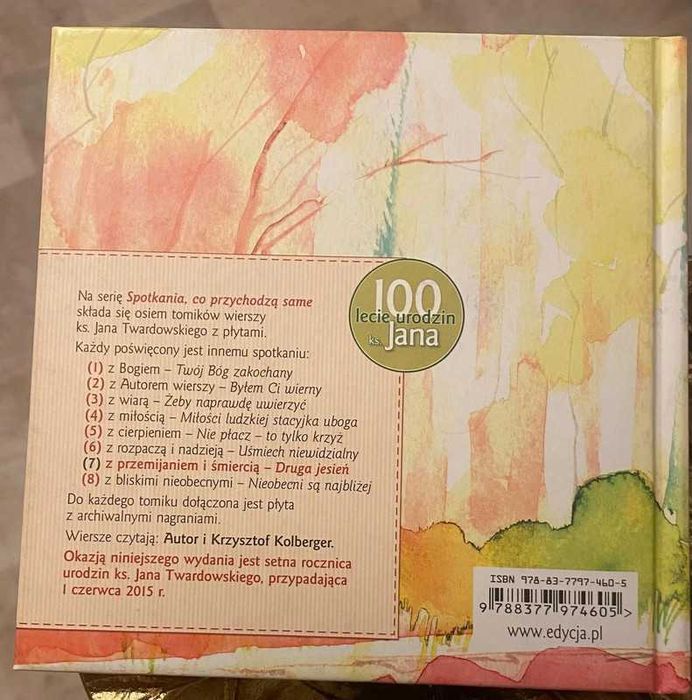 100
lecie urodzin
ks. Jana
Na serię Spotkania, co przychodzą same
składa się osiem tomików wierszy
ks. Jana Twardowskiego z płytami.
Każdy poświęcony jest innemu spotkaniu:
(1) z Bogiem – Twój Bóg zakochany
(2) z Autorem wierszy – Byłem Ci wierny
(3) z wiarą – Żeby naprawdę uwierzyć
(4) z miłością – Miłości ludzkiej stacyjka uboga
(5) z cierpieniem – Nie płacz – to tylko krzyż
(6) z rozpaczą i nadzieją – Uśmiech niewidzialny
(7) z przemijaniem i śmiercią – Druga jesień
(8) z bliskimi nieobecnymi – Nieobecni są najbliżej
Do każdego tomiku dołączona jest płyta
z archiwalnymi nagraniami.
Wiersze czytają: Autor i Krzysztof Kolberger.
Okazją niniejszego wydania jest setna rocznica
urodzin ks. Jana Twardowskiego, przypadająca
1 czerwca 2015 r.
ISBN 978-83-7797-460-5
9 788377 974605 >
www.edycja.pl